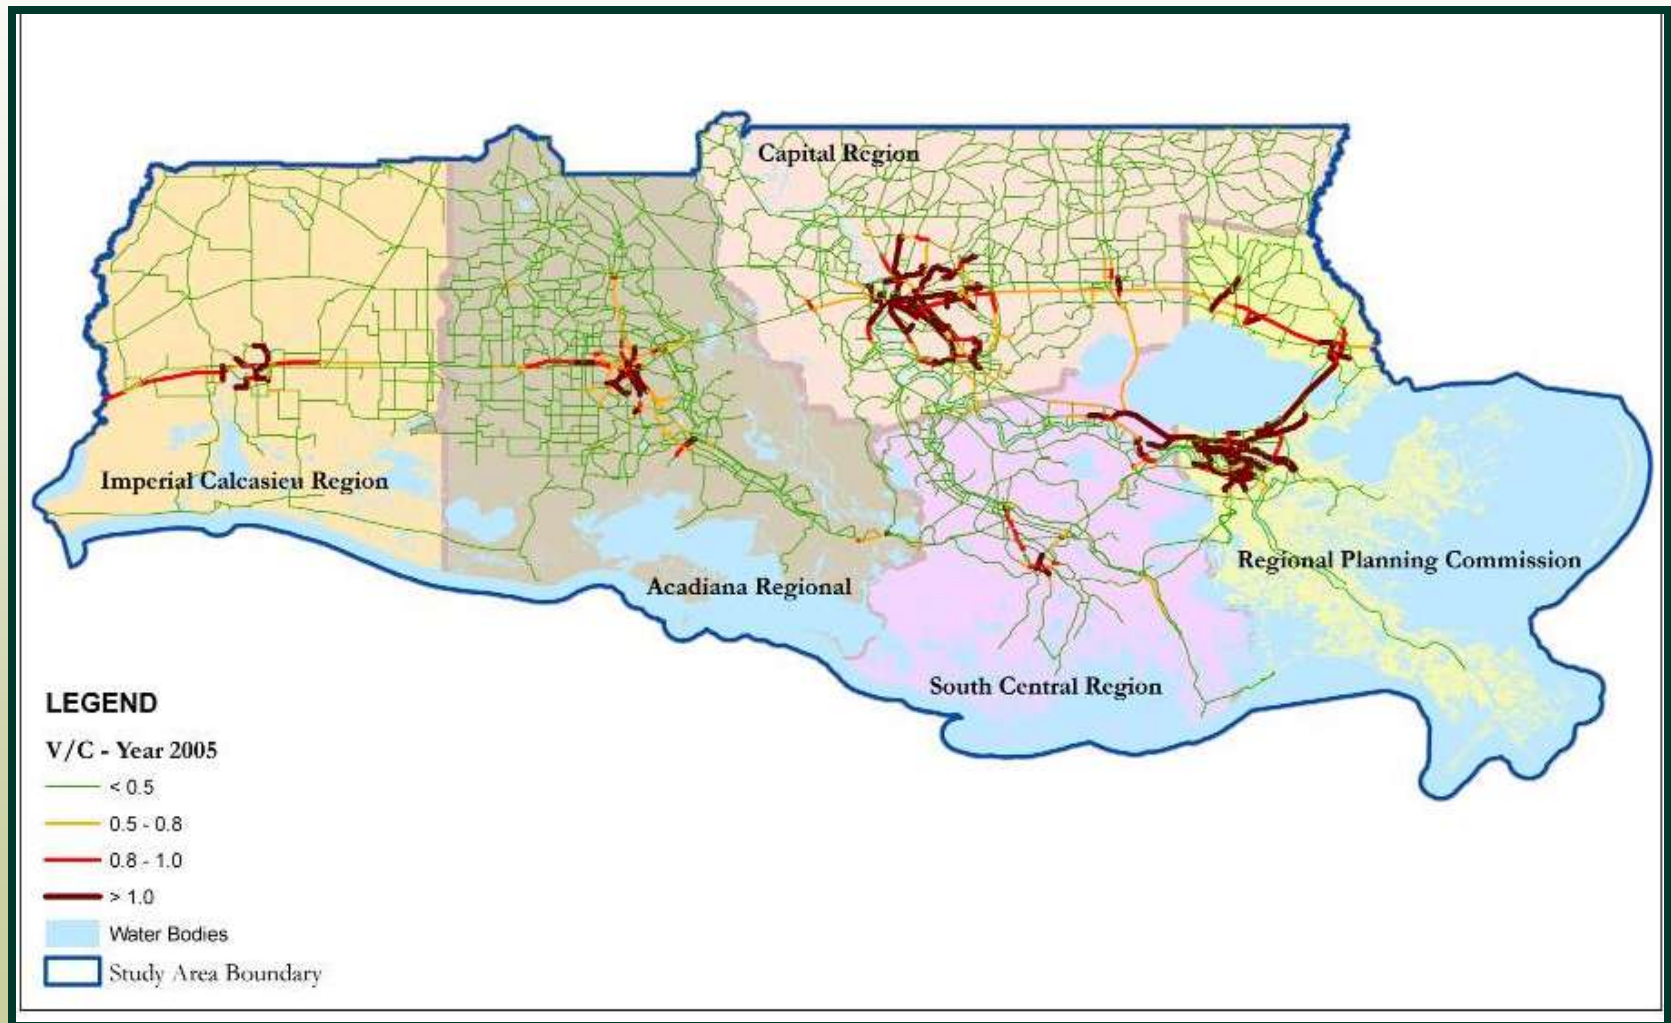 Capital Region
Imperial Calcasieu Region
Regional Planning Commission
Acadiana Regional
South Central Region
LEGEND
V/C - Year 2005
< 0.5
0.5 - 0.8
0.8 - 1.0
> 1.0
Water Bodies
Study Area Boundary